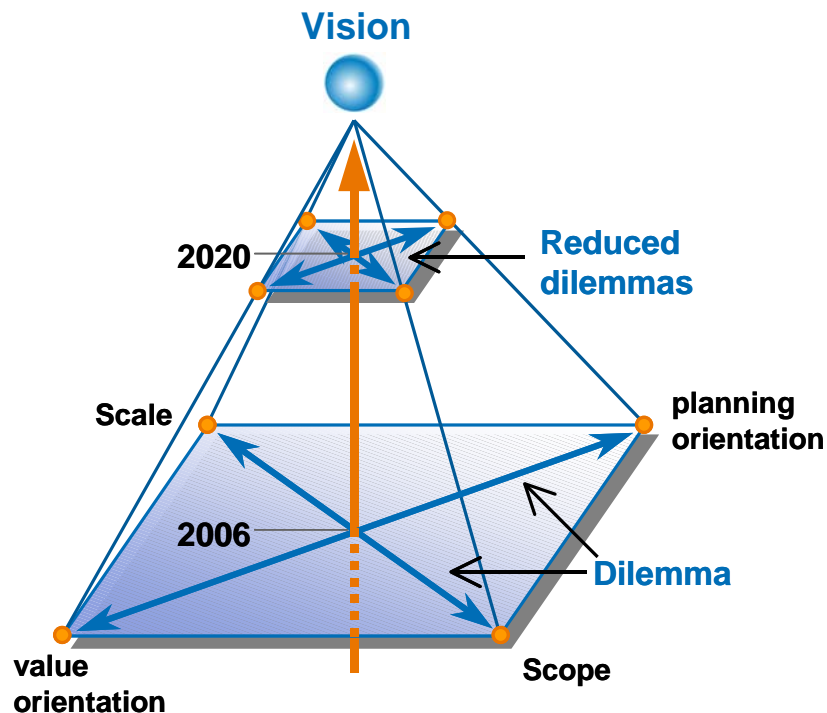 Vision
2020
Reduced
dilemmas
Scale
planning
orientation
2006
Dilemma
value
orientation
Scope